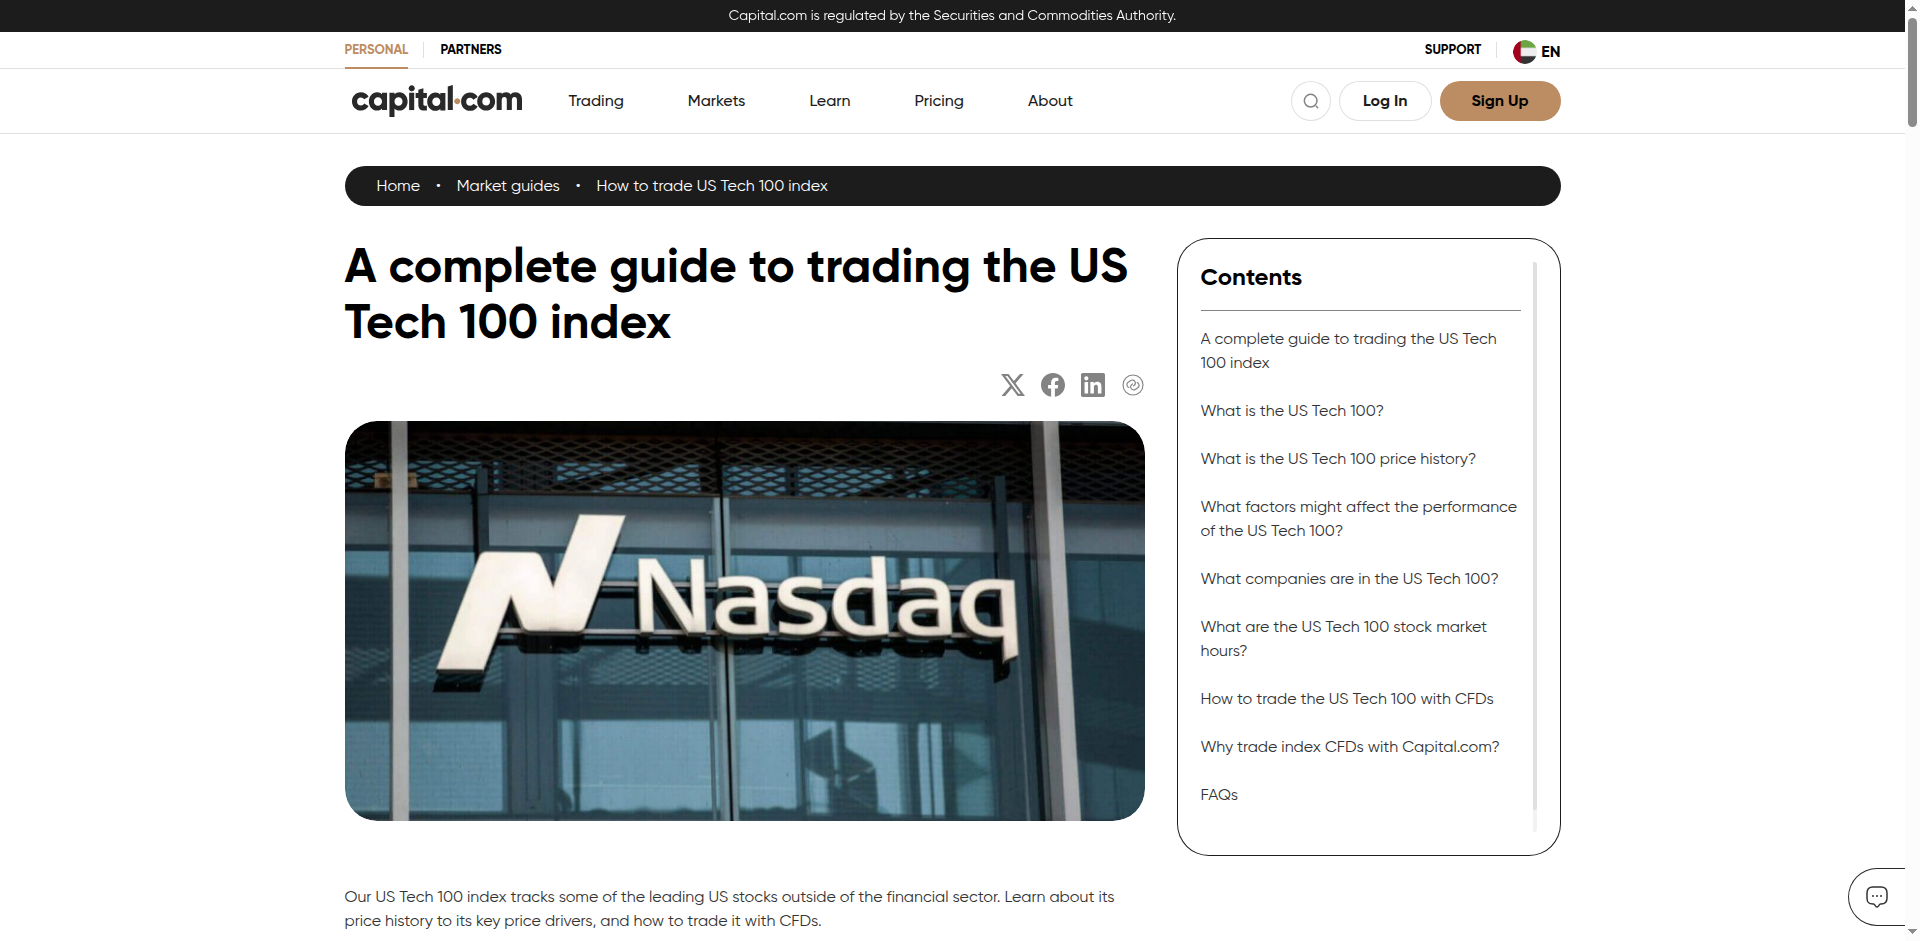 Capital.com is regulated by the Securities and Commodities Authority.
PERSONAL
PARTNERS
SUPPORT
EN
capital.com
Trading
Markets
Learn
Pricing
About
Log In
Sign Up
Home • Market guides • How to trade US Tech 100 index
A complete guide to trading the US
Tech 100 index
Nasdaq
Our US Tech 100 index tracks some of the leading US stocks outside of the financial sector. Learn about its
price history to its key price drivers, and how to trade it with CFDs.
Contents
A complete guide to trading the US Tech
100 index
What is the US Tech 100?
What is the US Tech 100 price history?
What factors might affect the performance
of the US Tech 100?
What companies are in the US Tech 100?
What are the US Tech 100 stock market
hours?
How to trade the US Tech 100 with CFDs
Why trade index CFDs with Capital.com?
FAQs